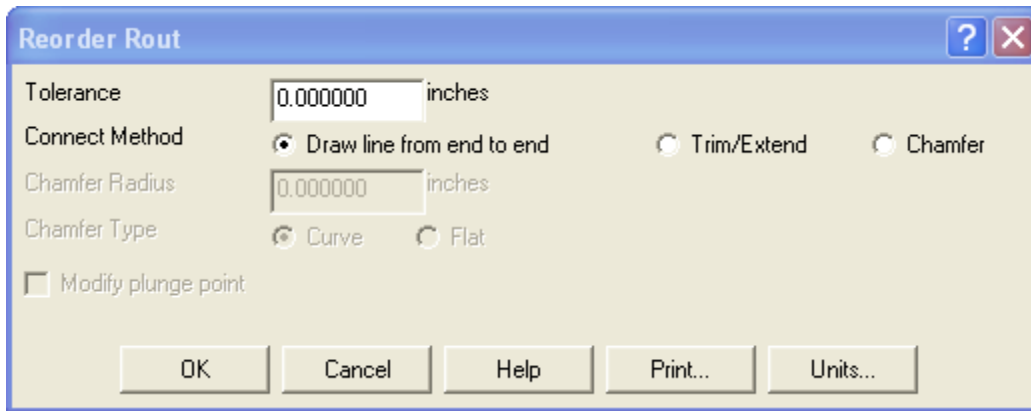 Reorder Rout ?
Tolerance 0.000000 inches
Connect Method Draw line from end to end Trim/Extend Chamfer
Chamfer Radius 0.000000 inches
Chamfer Type Curve Flat
Modify plunge point
OK Cancel Help Print... Units...